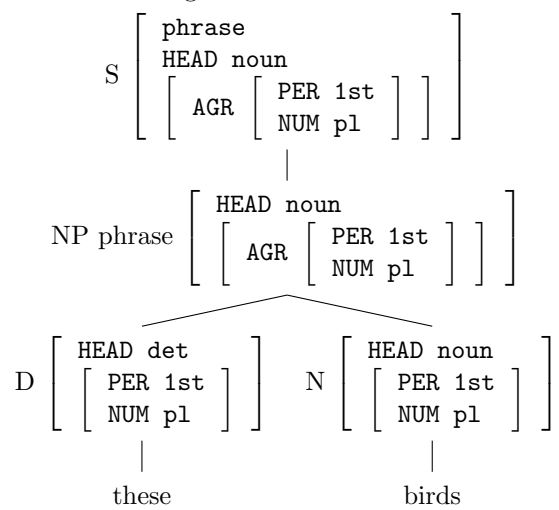 phrase
HEAD noun
S
AGR
PER 1st
NUM pl
HEAD noun
NP phrase
AGR
PER 1st
NUM pl
HEAD det
D
PER 1st
NUM pl
HEAD noun
N
PER 1st
NUM pl
these
birds